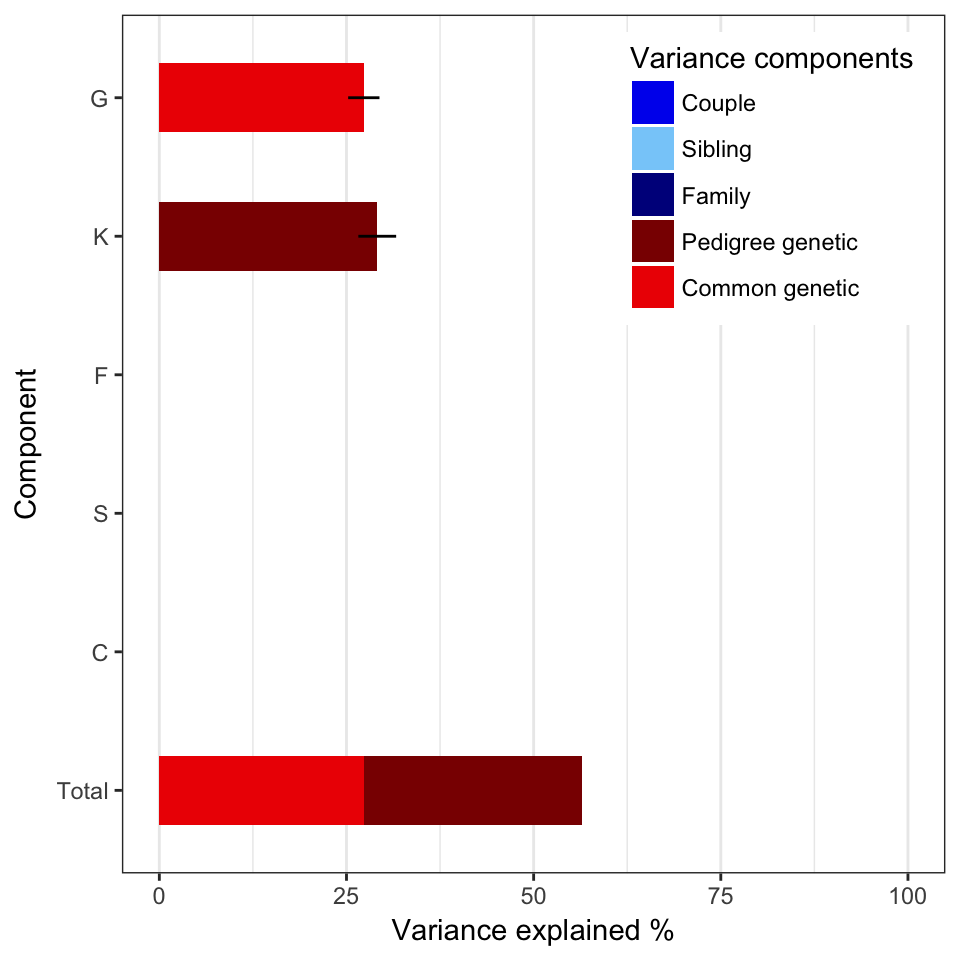 Variance components
Couple
Sibling
Family
Pedigree genetic
Common genetic
G
K
F
S
C
Total
Component
0 25 50 75 100
Variance explained %